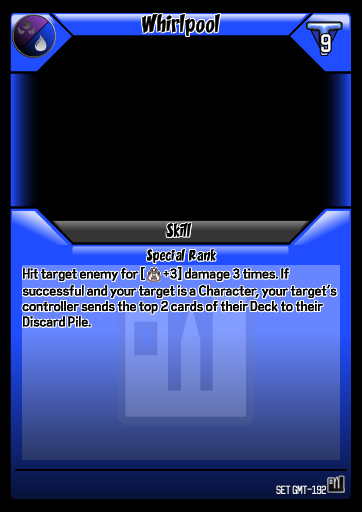 Whirlpool
9
Skill
Special Rank
Hit target enemy for [ +3] damage 3 times. If
successful and your target is a Character, your target's
controller sends the top 2 cards of their Deck to their
Discard Pile.
SET GMT-192